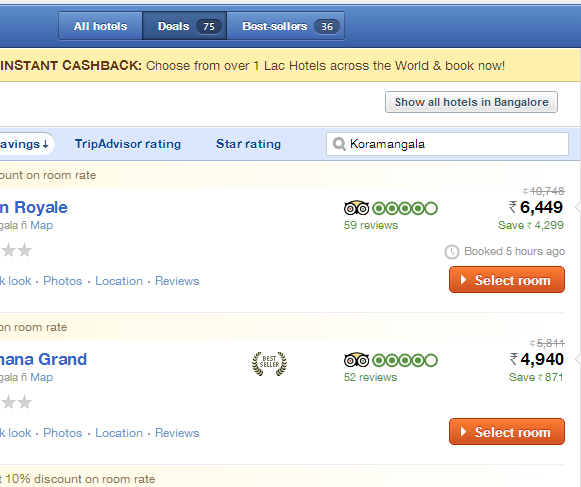 All hotels Deals 75 Best-sellers 36
INSTANT CASHBACK: Choose from over 1 Lac Hotels across the World & book now!
Show all hotels in Bangalore
avings↓ TripAdvisor rating Star rating Koramangala
ount on room rate
n Royale
gala ñ Map
59 reviews
₹ 10,748
₹ 6,449
Save ₹ 4,299
Booked 5 hours ago
k look · Photos · Location · Reviews
Select room
on room rate
hana Grand
gala ñ Map
BEST SELLER
52 reviews
₹ 5,811
₹ 4,940
Save ₹ 871
k look · Photos · Location · Reviews
Select room
t 10% discount on room rate